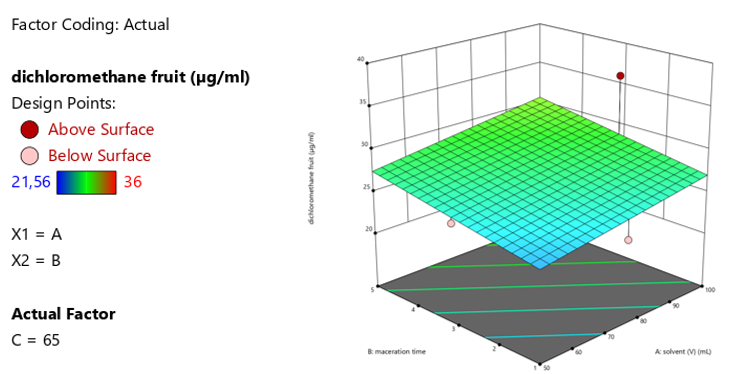 Factor Coding: Actual
dichloromethane fruit (µg/ml)
Design Points:
Above Surface
Below Surface
21,56 36
X1 = A
X2 = B
Actual Factor
C = 65
40
35
30
25
20
dichloromethane fruit (µg/ml)
5
4
3
2
1
50
60
70
80
90
100
B: maceration time
A: solvent (V) (mL)